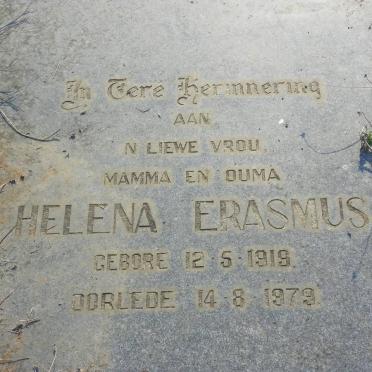 In Tere Herinnering
AAN
N LIEWE VROU,
MAMMA EN OUMA
HELENA ERASMUS
GEBORE 12·5·1919.
OORLEDE 14·8·1979.